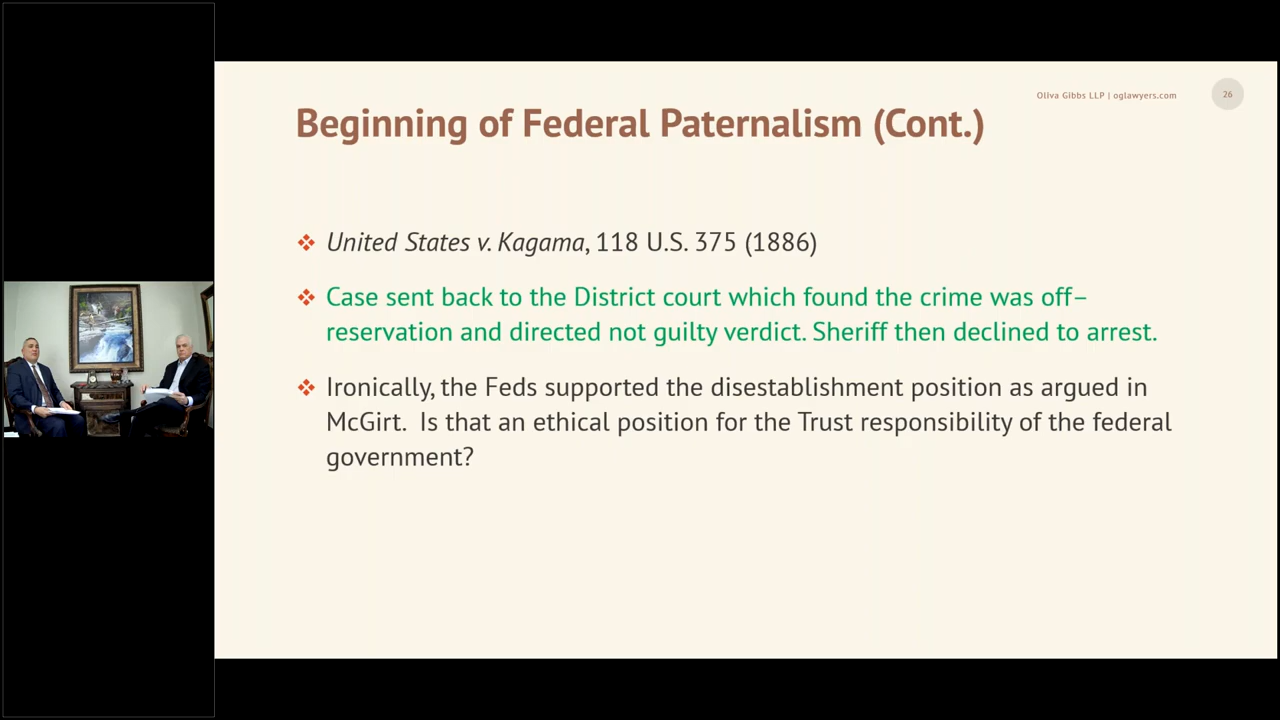 Oliva Gibbs LLP | oglawyers.com
26
Beginning of Federal Paternalism (Cont.)
United States v. Kagama, 118 U.S. 375 (1886)
Case sent back to the District court which found the crime was off–
reservation and directed not guilty verdict. Sheriff then declined to arrest.
Ironically, the Feds supported the disestablishment position as argued in
McGirt.  Is that an ethical position for the Trust responsibility of the federal
government?